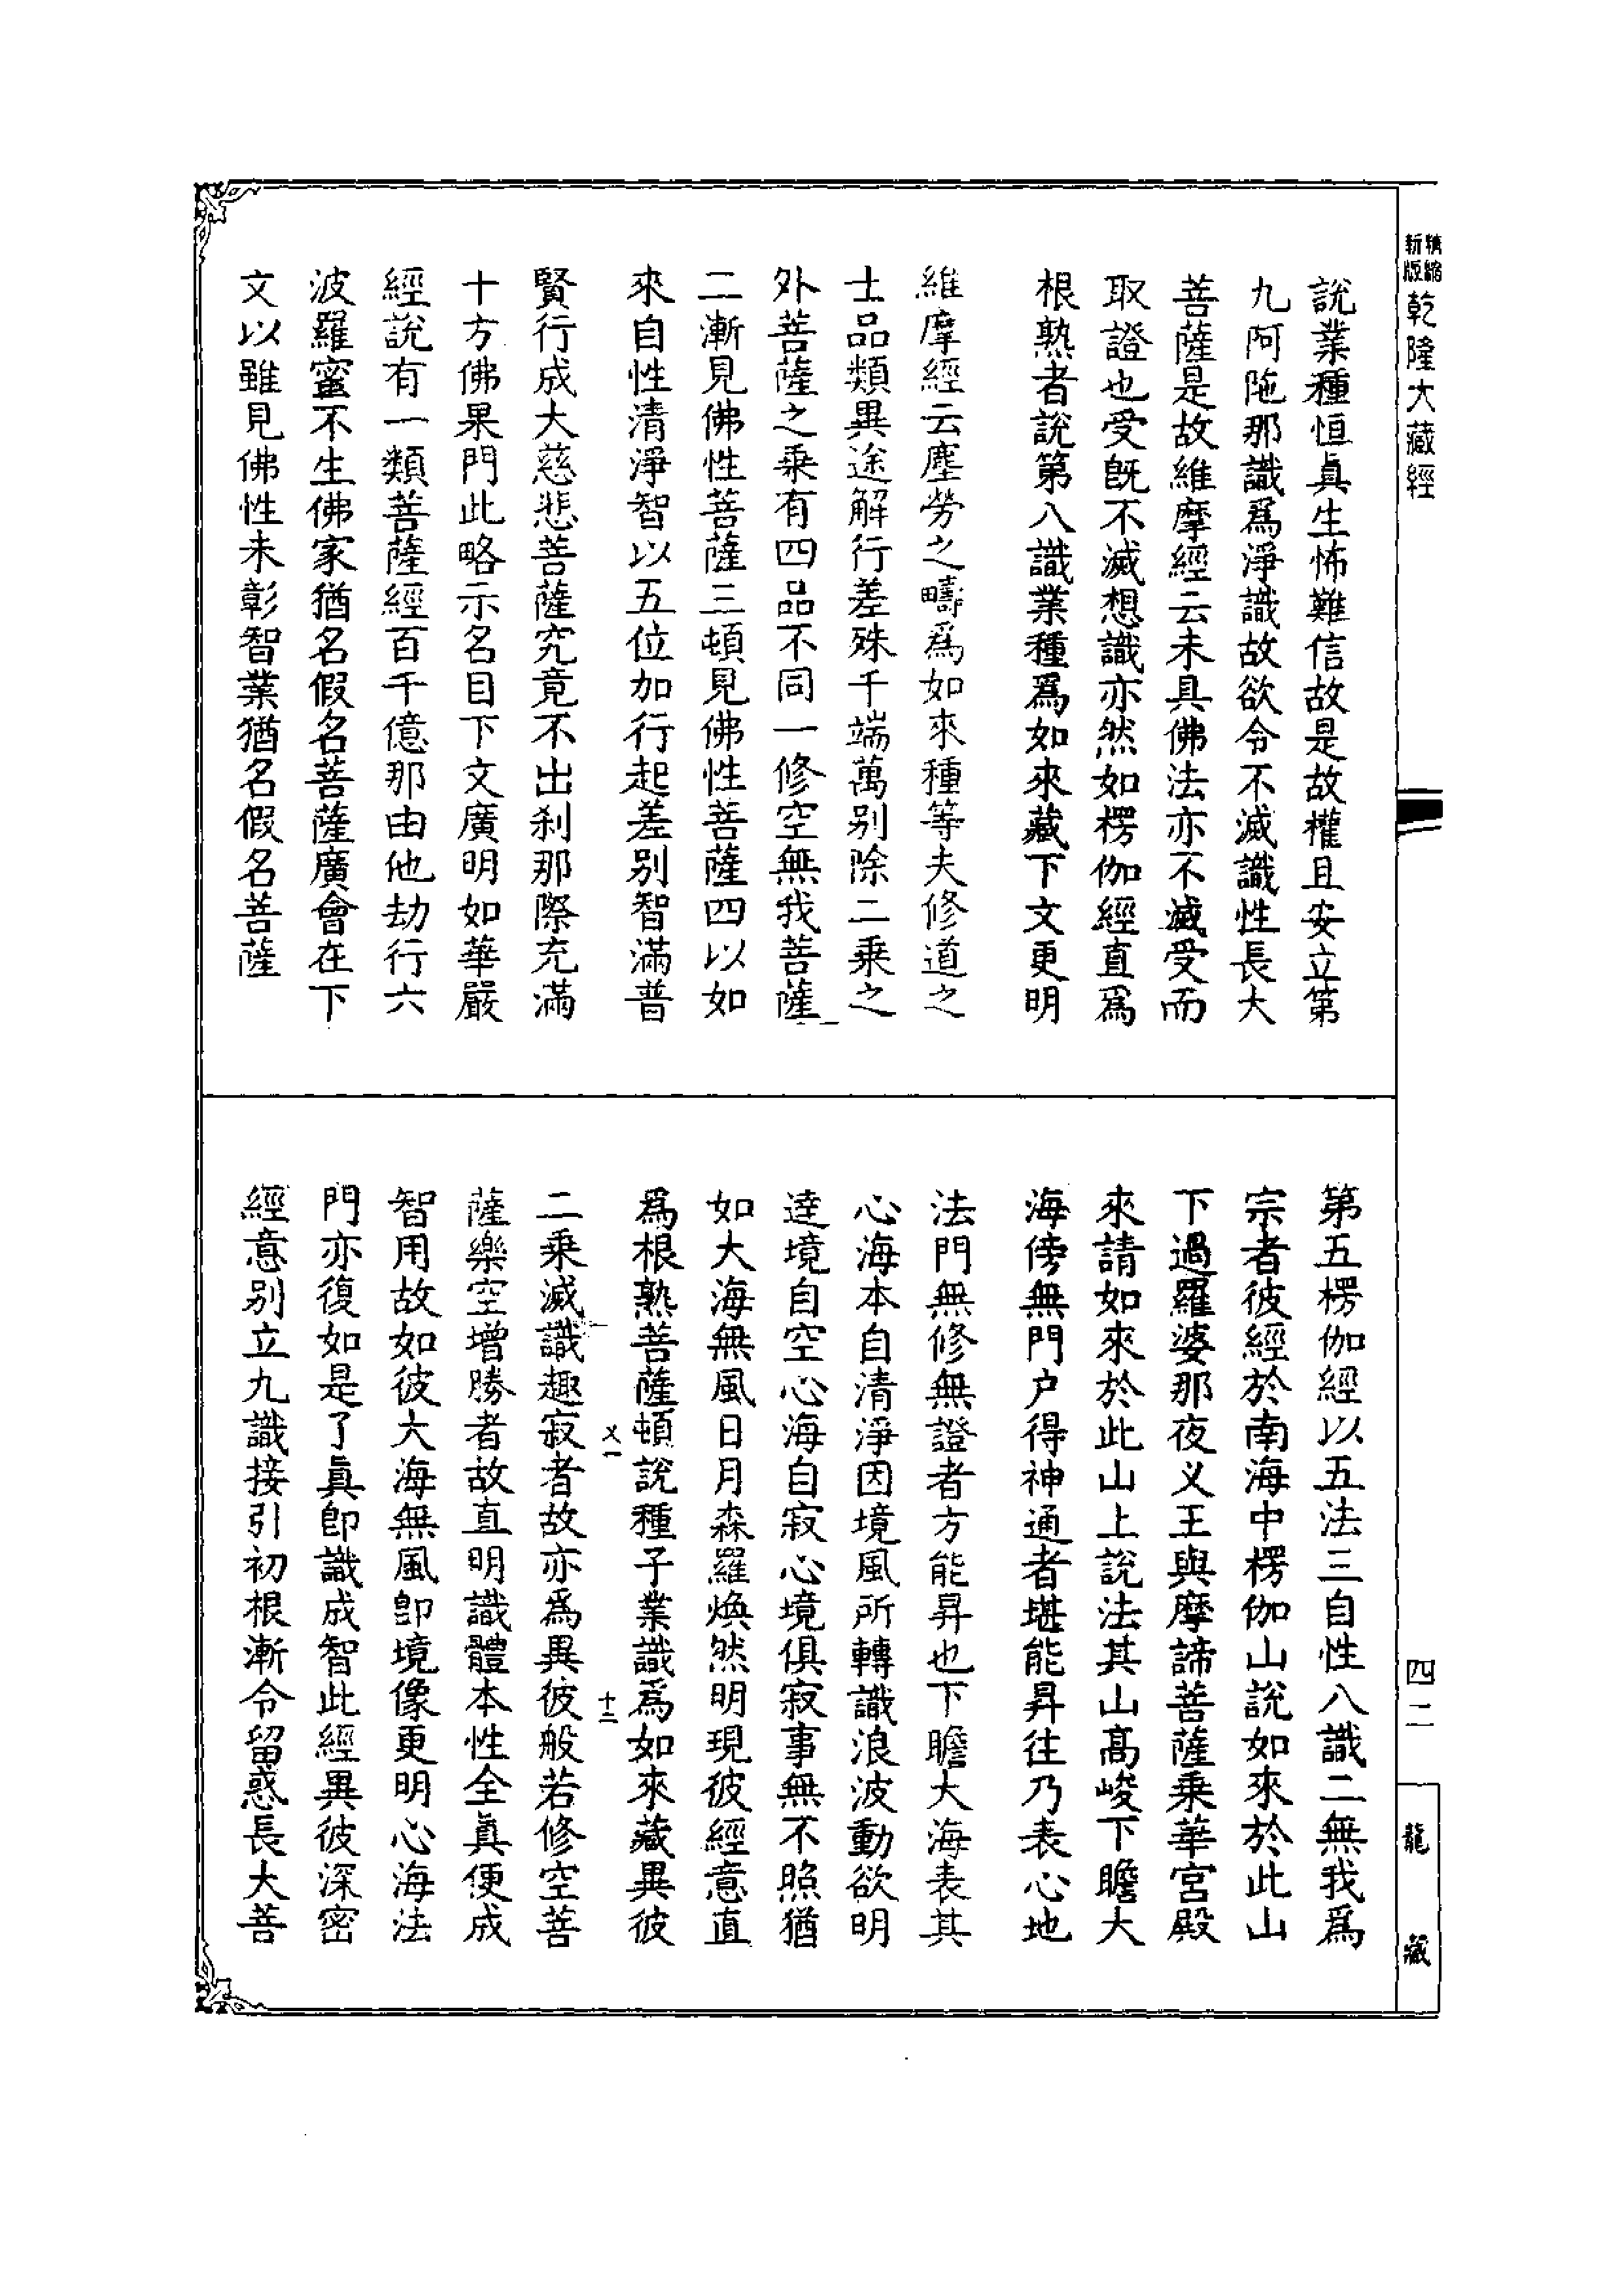 精縮新版乾隆大藏經
說業種恒真生怖難信故是故權且安立第
九阿陁那識爲淨識故欲令不滅識性長大
菩薩是故維摩經云未具佛法亦不滅受而
取證也受既不滅想識亦然如楞伽經直爲
根熟者說第八識業種爲如來藏下文更明
維摩經云塵勞之疇爲如來種等夫修道之
士品類異途解行差殊千端萬别除二乘之
外菩薩之乘有四品不同一修空無我菩薩
二漸見佛性菩薩三頓見佛性菩薩四以如
來自性清淨智以五位加行起差别智滿普
賢行成大慈悲菩薩究竟不出刹那際充滿
十方佛果門此略示名目下文廣明如華嚴
經說有一類菩薩經百千億那由他劫行六
波羅蜜不生佛家猶名假名菩薩廣會在下
文以雖見佛性未彰智業猶名假名菩薩
第五楞伽經以五法三自性八識二無我爲
宗者彼經於南海中楞伽山說如來於此山
下過羅婆那夜义王與摩諦菩薩乘華宮殿
來請如來於此山上說法其山高峻下瞻大
海傍無門户得神通者堪能昇往乃表心地
法門無修無證者方能昇也下瞻大海表其
心海本自清淨因境風所轉識浪波動欲明
達境自空心海自寂心境俱寂事無不照猶
如大海無風日月森羅煥然明現彼經意直
爲根熟菩薩頓說種子業識爲如來藏異彼
义一 十二
二乘滅識趣寂者故亦爲異彼般若修空菩
薩樂空增勝者故直明識體本性全真便成
智用故如彼大海無風卽境像更明心海法
門亦復如是了眞卽識成智此經異彼深密
經意别立九識接引初根漸令留惑長大菩
四二
龍藏